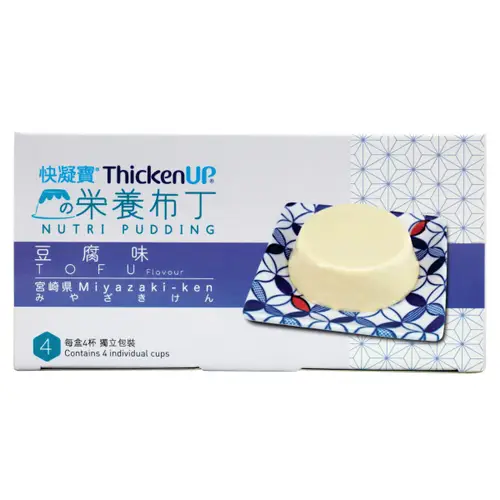 快凝寶® ThickenUP®
の栄養布丁
NUTRI PUDDING
豆腐味
TOFU Flavour
宮崎県 Miyazaki-ken
みやざきけん
4
每盒4杯 獨立包裝
Contains 4 individual cups